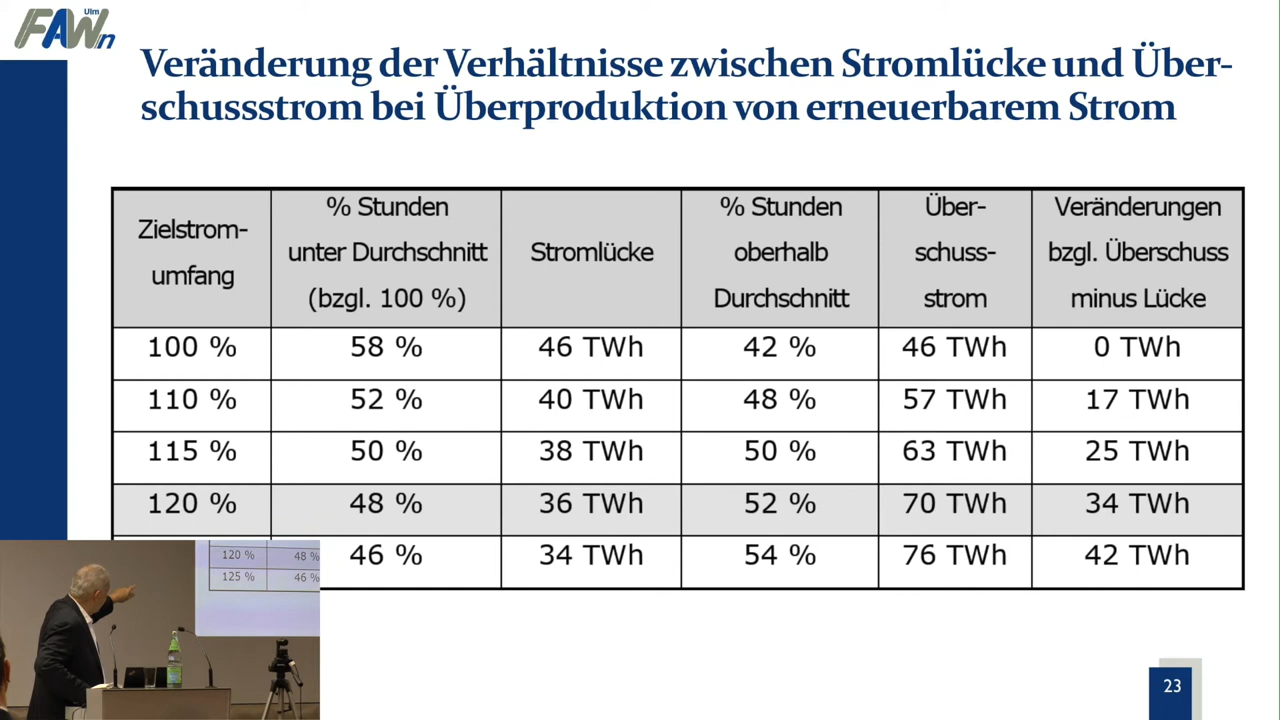 Ulm
FAWn
Veränderung der Verhältnisse zwischen Stromlücke und Über-
schussstrom bei Überproduktion von erneuerbarem Strom
Zielstrom-
umfang
% Stunden
unter Durchschnitt
(bzgl. 100 %)
Stromlücke
% Stunden
oberhalb
Durchschnitt
Über-
schuss-
strom
Veränderungen
bzgl. Überschuss
minus Lücke
100 % 58 % 46 TWh 42 % 46 TWh 0 TWh
110 % 52 % 40 TWh 48 % 57 TWh 17 TWh
115 % 50 % 38 TWh 50 % 63 TWh 25 TWh
120 % 48 % 36 TWh 52 % 70 TWh 34 TWh
46 % 34 TWh 54 % 76 TWh 42 TWh
120 % 48 %
125 % 46 %
23